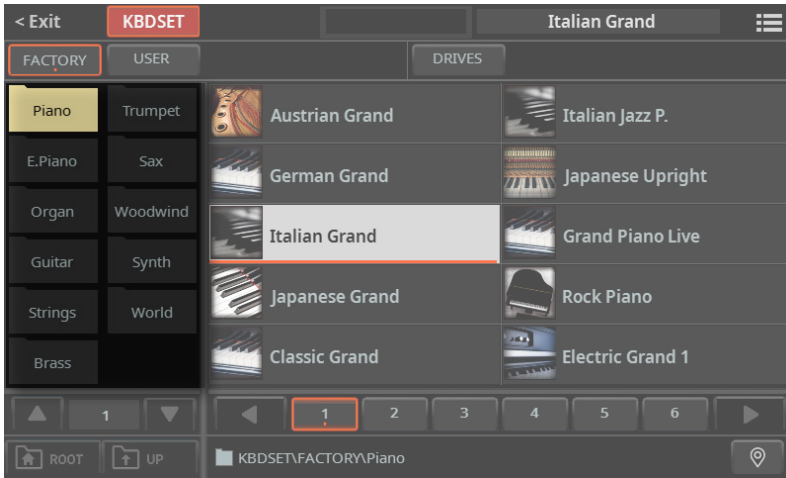 < Exit KBDSET Italian Grand
FACTORY USER DRIVES
Piano Trumpet Austrian Grand Italian Jazz P.
E.Piano Sax German Grand Japanese Upright
Organ Woodwind Italian Grand Grand Piano Live
Guitar Synth Japanese Grand Rock Piano
Strings World Classic Grand Electric Grand 1
Brass
1 1 2 3 4 5 6
ROOT UP KBDSET\FACTORY\Piano